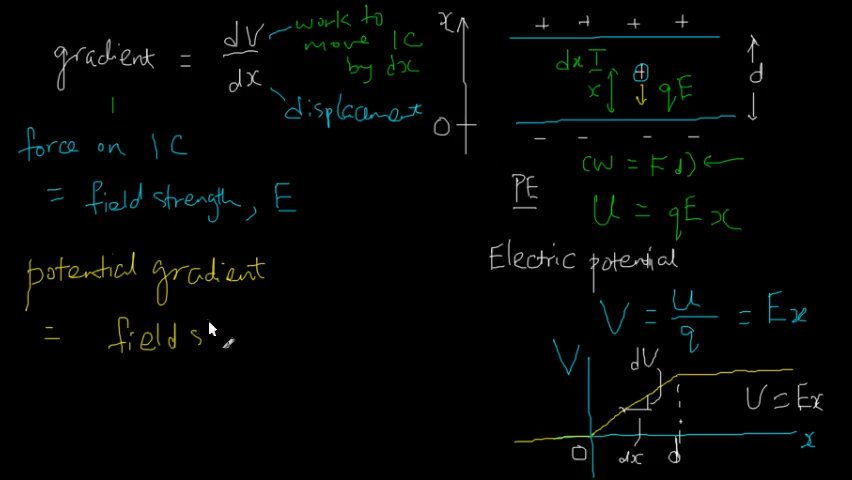 gradient = dV/dx
work to
move 1C
by dx
displacement
force on 1 C
= field strength, E
potential gradient
= field s
x
0
+ + + +
dx
x
+
qE
d
- - - -
(W = Fd) ←
PE
U = qEx
Electric potential
V = U/q = Ex
V
dV
V = Ex
0
dx
d
x